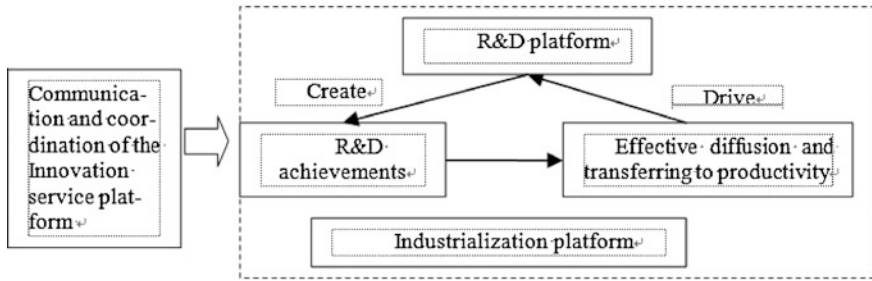 R&D platform
Communica-
tion and coor-
dination of the
Innovation
service plat-
form
Create
Drive
R&D
achievements
Effective diffusion and
transferring to productivity
Industrialization platform